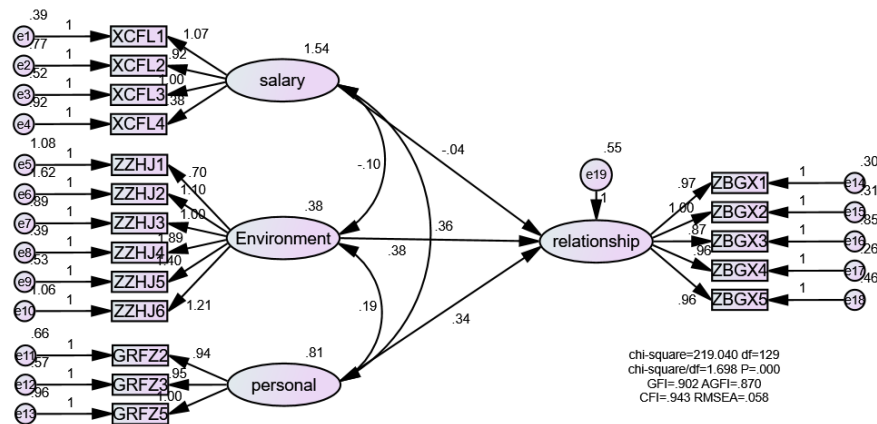 .39
e1 1 XCFL1 1.07
.77
e2 1 XCFL2 .92
.52
e3 1 XCFL3 1.00
.92
e4 1 XCFL4 .38
1.54
salary
1.08
e5 1 ZZHJ1 .70
1.62
e6 1 ZZHJ2 1.10
.89
e7 1 ZZHJ3 1.00
.39
e8 1 ZZHJ4 1.89
.53
e9 1 ZZHJ5 1.40
1.06
e10 1 ZZHJ6 1.21
.38
Environment
.66
e11 1 GRFZ2 .94
.57
e12 1 GRFZ3 .95
.96
e13 1 GRFZ5 1.00
.81
personal
-.10
-.04
.36
.38
.19
.34
.55
e19
1
relationship
.30
.97 ZBGX1 1 e14
.31
1.00 ZBGX2 1 e15
.85
.87 ZBGX3 1 e16
.26
.96 ZBGX4 1 e17
.46
.96 ZBGX5 1 e18
chi-square=219.040 df=129
chi-square/df=1.698 P=.000
GFI=.902 AGFI=.870
CFI=.943 RMSEA=.058